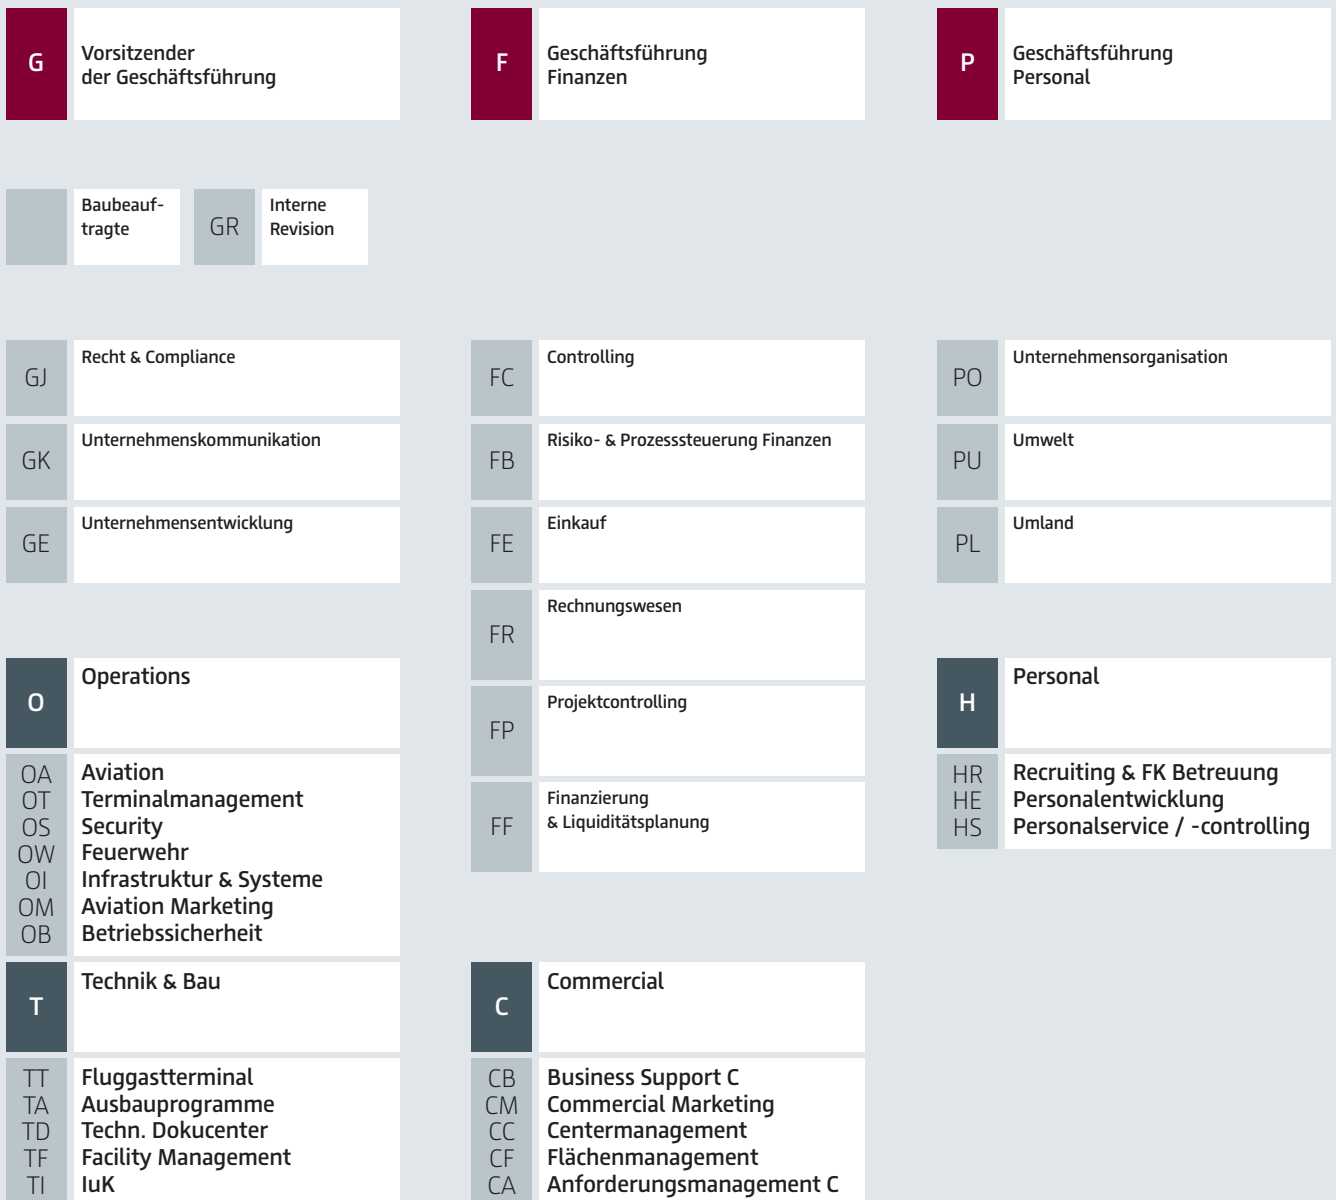 G
Vorsitzender
der Geschäftsführung
Baubeauf-
tragte
GR
Interne
Revision
GJ
Recht & Compliance
GK
Unternehmenskommunikation
GE
Unternehmensentwicklung
O
Operations
OA Aviation
OT Terminalmanagement
OS Security
OW Feuerwehr
OI Infrastruktur & Systeme
OM Aviation Marketing
OB Betriebssicherheit
T
Technik & Bau
TT Fluggastterminal
TA Ausbauprogramme
TD Techn. Dokucenter
TF Facility Management
TI IuK
F
Geschäftsführung
Finanzen
FC
Controlling
FB
Risiko- & Prozesssteuerung Finanzen
FE
Einkauf
FR
Rechnungswesen
FP
Projektcontrolling
FF
Finanzierung
& Liquiditätsplanung
C
Commercial
CB Business Support C
CM Commercial Marketing
CC Centermanagement
CF Flächenmanagement
CA Anforderungsmanagement C
P
Geschäftsführung
Personal
PO
Unternehmensorganisation
PU
Umwelt
PL
Umland
H
Personal
HR Recruiting & FK Betreuung
HE Personalentwicklung
HS Personalservice / -controlling